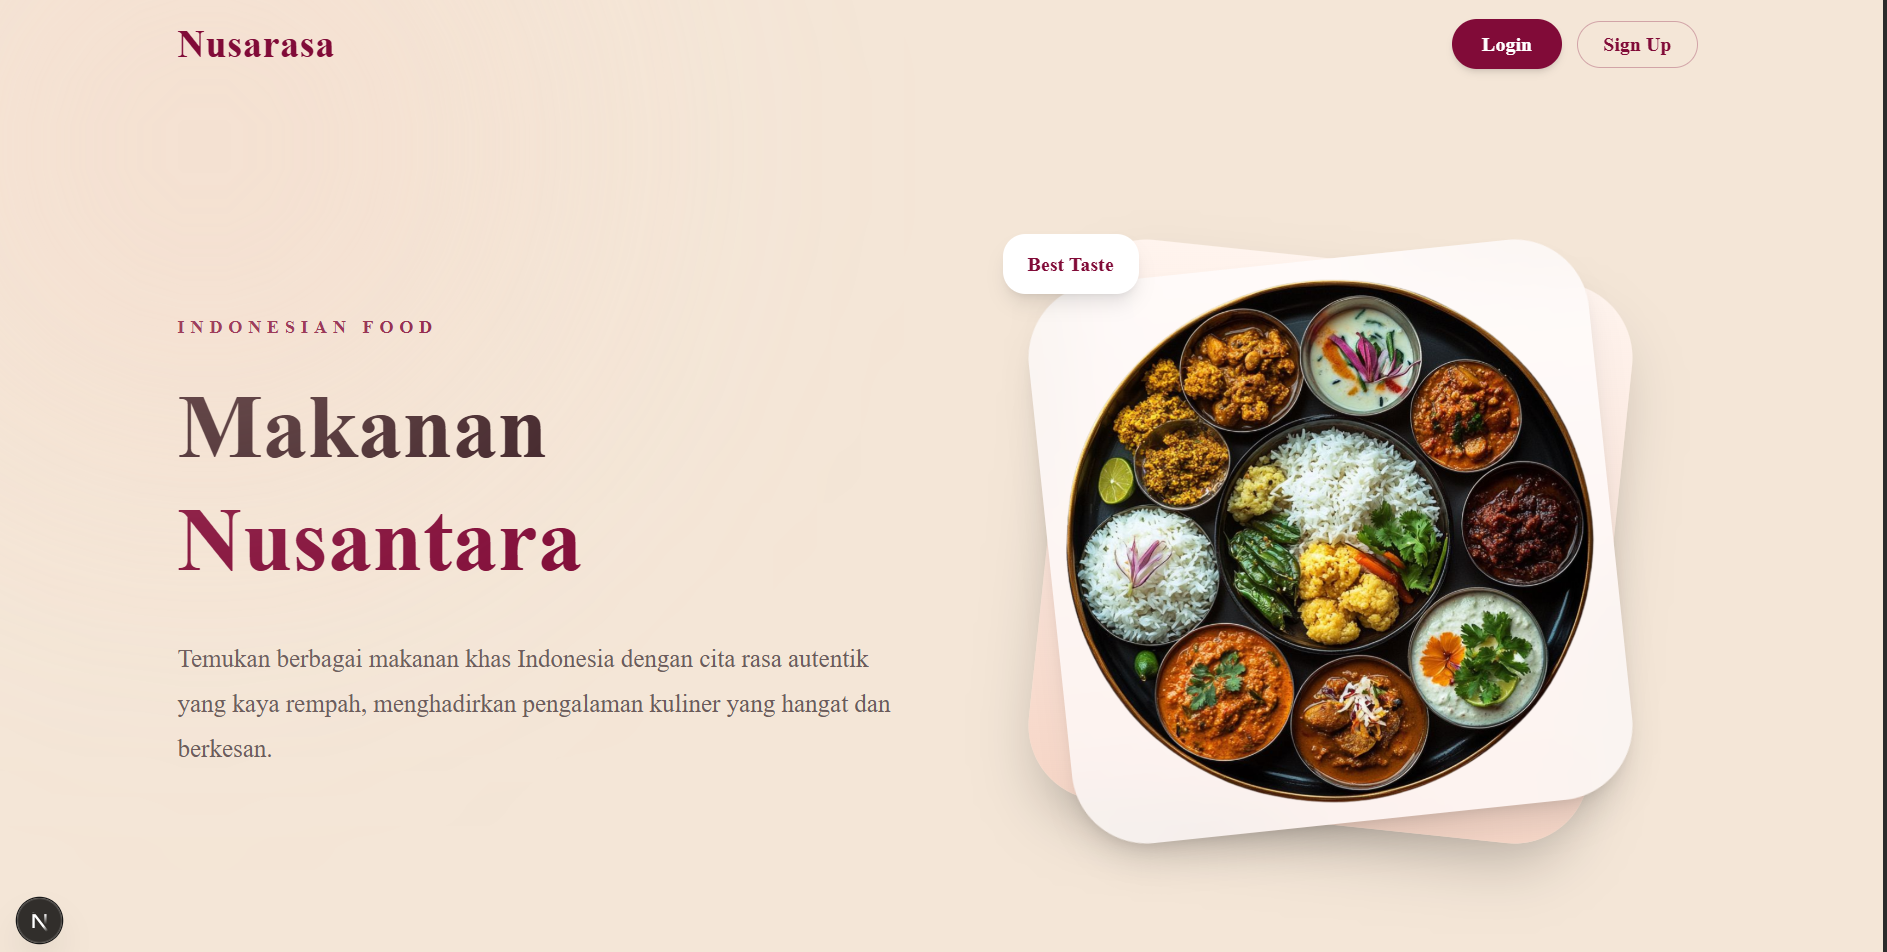 Nusarasa
Login
Sign Up
Best Taste
INDONESIAN FOOD
Makanan
Nusantara
Temukan berbagai makanan khas Indonesia dengan cita rasa autentik
yang kaya rempah, menghadirkan pengalaman kuliner yang hangat dan
berkesan.
N